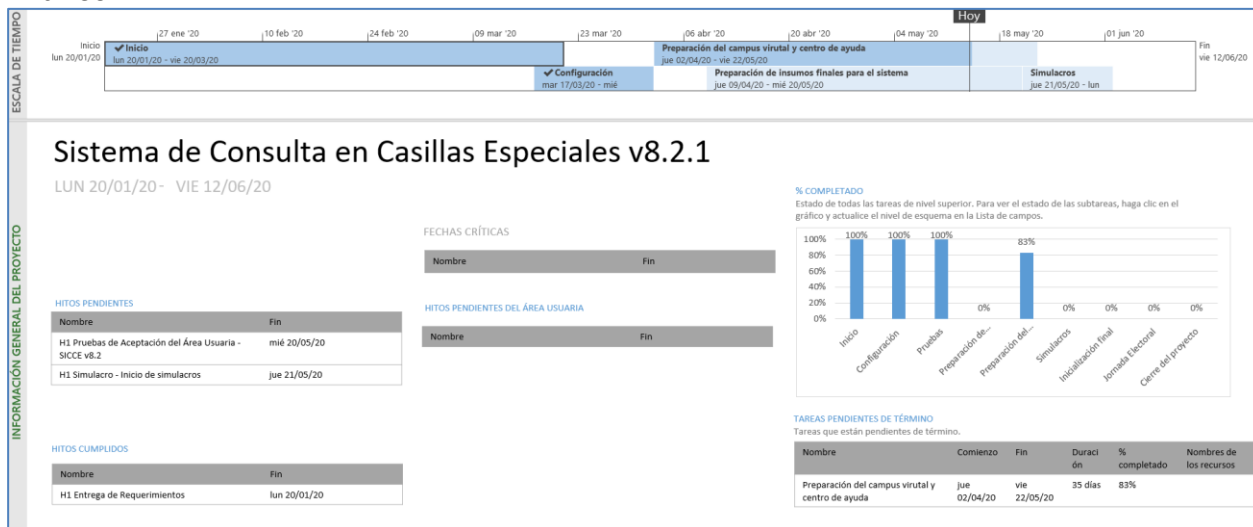 ESCALA DE TIEMPO
Hoy
27 ene '20 10 feb '20 24 feb '20 09 mar '20 23 mar '20 06 abr '20 20 abr '20 04 may '20 18 may '20 01 jun '20
Inicio
lun 20/01/20
Inicio
lun 20/01/20 - vie 20/03/20
Preparación del campus virutal y centro de ayuda
jue 02/04/20 - vie 22/05/20
Fin
vie 12/06/20
Configuración
mar 17/03/20 - mié
Preparación de insumos finales para el sistema
jue 09/04/20 - mié 20/05/20
Simulacros
jue 21/05/20 - lun
INFORMACIÓN GENERAL DEL PROYECTO
Sistema de Consulta en Casillas Especiales v8.2.1
LUN 20/01/20 - VIE 12/06/20
HITOS PENDIENTES
Nombre Fin
H1 Pruebas de Aceptación del Área Usuaria - mié 20/05/20
SICCE v8.2
H1 Simulacro - Inicio de simulacros jue 21/05/20
HITOS CUMPLIDOS
Nombre Fin
H1 Entrega de Requerimientos lun 20/01/20
FECHAS CRÍTICAS
Nombre Fin
HITOS PENDIENTES DEL ÁREA USUARIA
Nombre Fin
% COMPLETADO
Estado de todas las tareas de nivel superior. Para ver el estado de las subtareas, haga clic en el
gráfico y actualice el nivel de esquema en la Lista de campos.
100%
80%
60%
40%
20%
0%
100% 100% 100% 0% 83% 0% 0% 0% 0%
Inicio
Configuración
Pruebas
Preparación de...
Preparación del...
Simulacros
Inicialización final
Jornada Electoral
Cierre del proyecto
TAREAS PENDIENTES DE TÉRMINO
Tareas que están pendientes de término.
Nombre Comienzo Fin Duraci % Nombres de
ón completado los recursos
Preparación del campus virutal y jue vie 35 días 83%
centro de ayuda 02/04/20 22/05/20